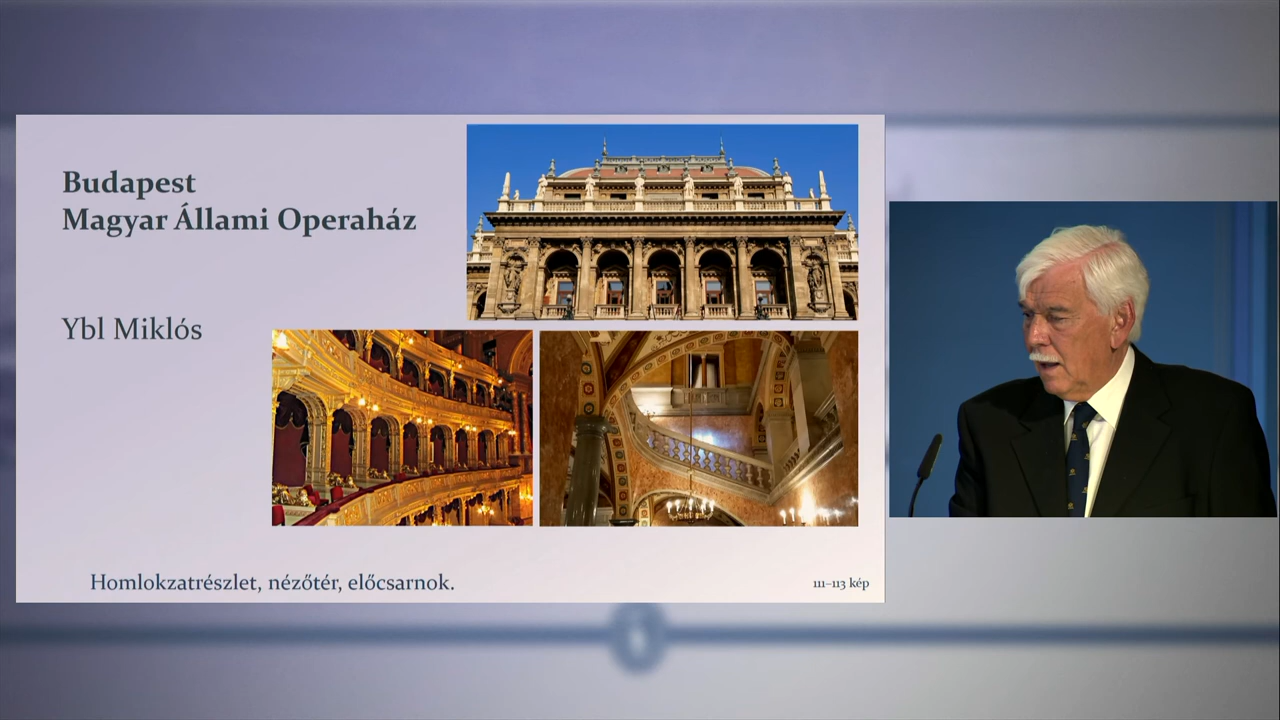 Budapest
Magyar Állami Operaház
Ybl Miklós
Homlokzatrészlet, nézőtér, előcsarnok.
111–113 kép